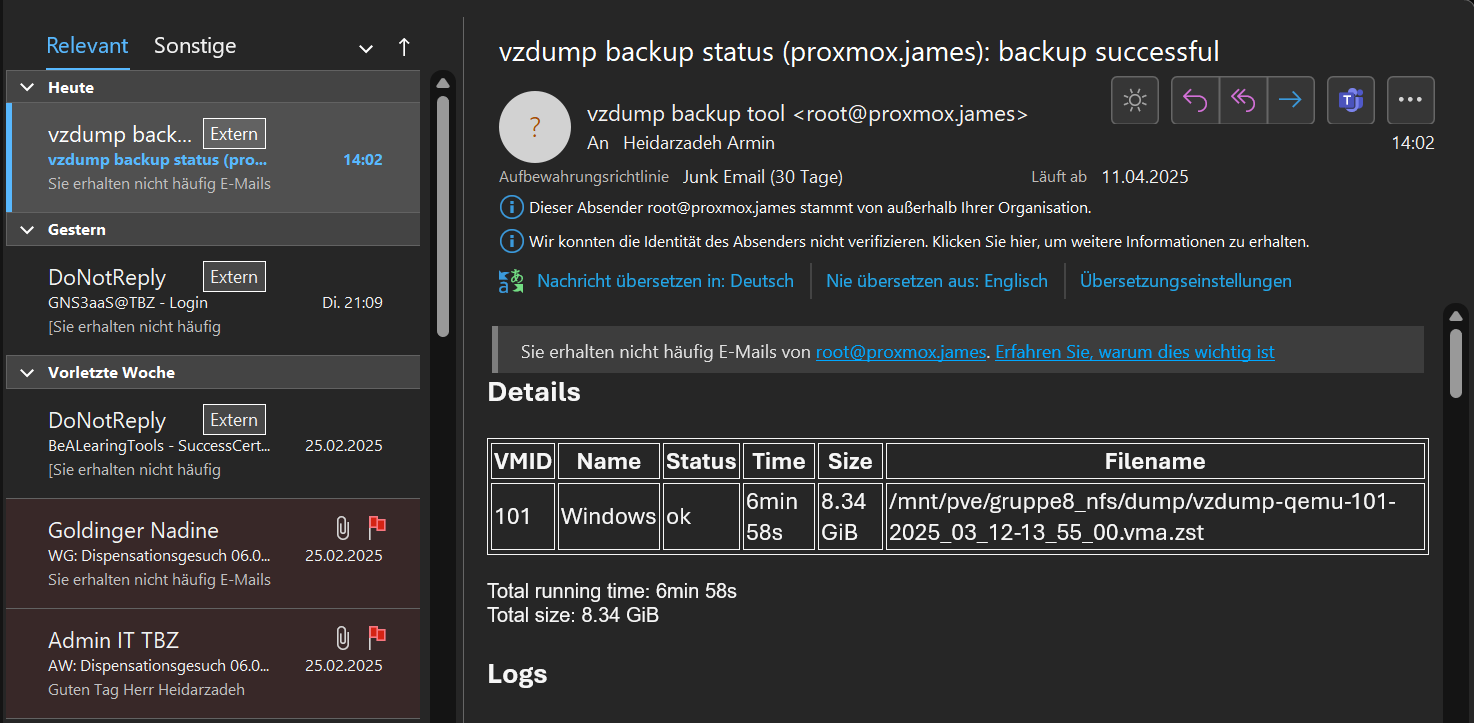 Relevant Sonstige
Heute
vzdump back... Extern
vzdump backup status (pro... 14:02
Sie erhalten nicht häufig E-Mails
Gestern
DoNotReply Extern
GNS3aaS@TBZ - Login Di. 21:09
[Sie erhalten nicht häufig
Vorletzte Woche
DoNotReply Extern
BeALearingTools - SuccessCert... 25.02.2025
[Sie erhalten nicht häufig
Goldinger Nadine
WG: Dispensationsgesuch 06.0... 25.02.2025
Sie erhalten nicht häufig E-Mails
Admin IT TBZ
AW: Dispensationsgesuch 06.0... 25.02.2025
Guten Tag Herr Heidarzadeh
vzdump backup status (proxmox.james): backup successful
?
vzdump backup tool <root@proxmox.james>
An Heidarzadeh Armin 14:02
Aufbewahrungsrichtlinie Junk Email (30 Tage) Läuft ab 11.04.2025
Dieser Absender root@proxmox.james stammt von außerhalb Ihrer Organisation.
Wir konnten die Identität des Absenders nicht verifizieren. Klicken Sie hier, um weitere Informationen zu erhalten.
Nachricht übersetzen in: Deutsch Nie übersetzen aus: Englisch Übersetzungseinstellungen
Sie erhalten nicht häufig E-Mails von root@proxmox.james. Erfahren Sie, warum dies wichtig ist
Details
VMID Name Status Time Size Filename
101 Windows ok 6min 58s 8.34 GiB /mnt/pve/gruppe8_nfs/dump/vzdump-qemu-101-
2025_03_12-13_55_00.vma.zst
Total running time: 6min 58s
Total size: 8.34 GiB
Logs